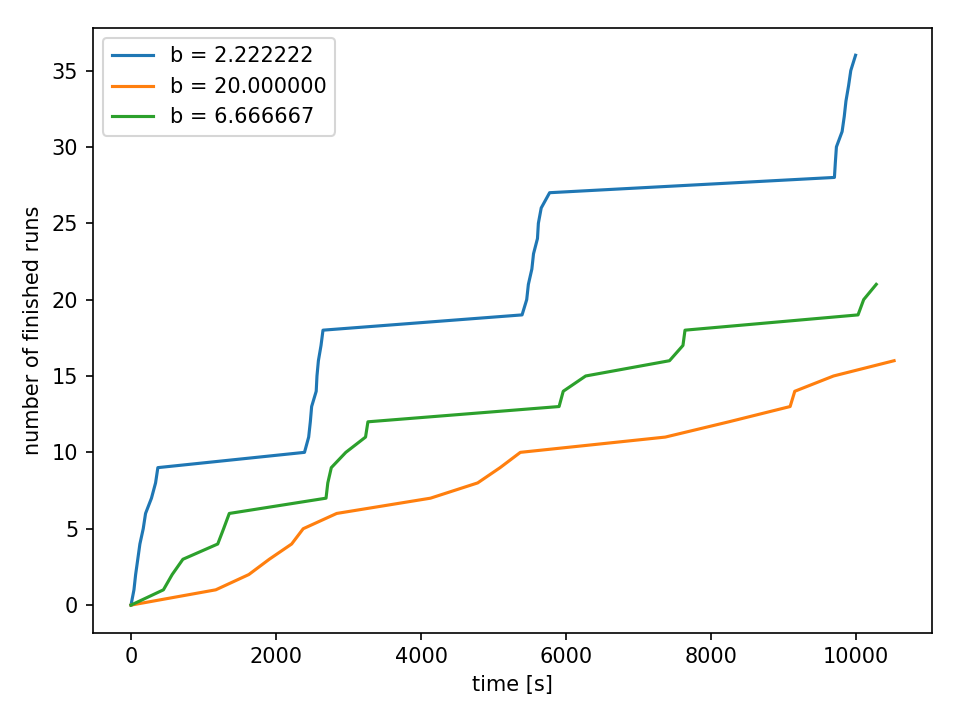 b = 2.222222
b = 20.000000
b = 6.666667
number of finished runs
35
30
25
20
15
10
5
0
0 2000 4000 6000 8000 10000
time [s]